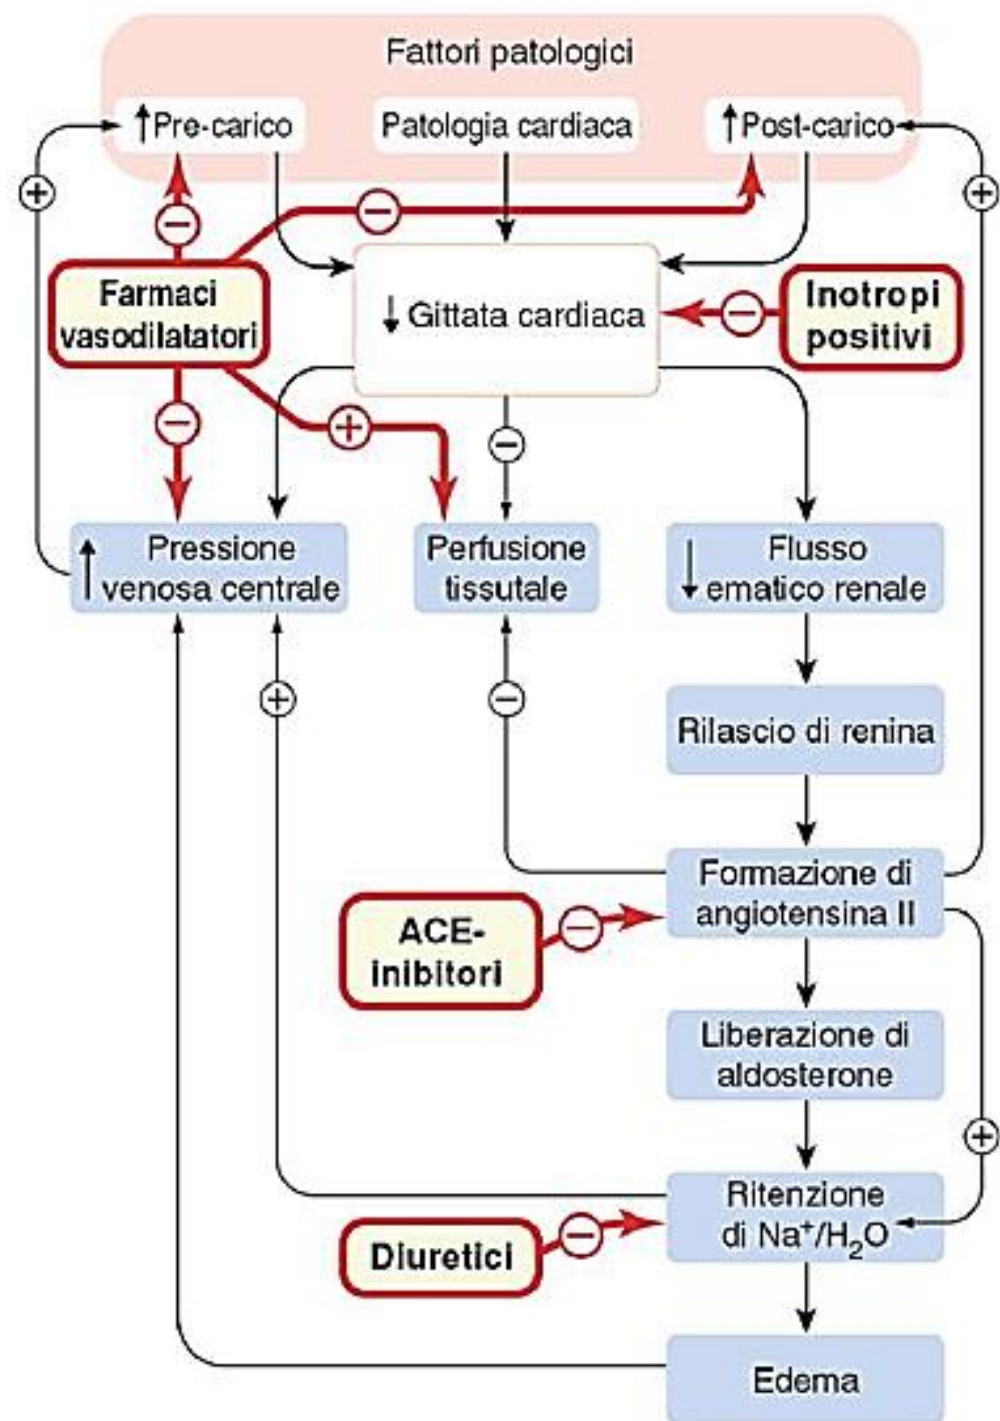 Fattori patologici
↑Pre-carico
Patologia cardiaca
↑Post-carico
+
+
−
−
Farmaci
vasodilatatori
↓ Gittata cardiaca
−
Inotropi
positivi
−
+
−
↑ Pressione
venosa centrale
Perfusione
tissutale
↓ Flusso
ematico renale
+
−
Rilascio di renina
Formazione di
angiotensina II
ACE-
inibitori
−
Liberazione di
aldosterone
+
Ritenzione
di Na⁺/H₂O
Diuretici
−
Edema